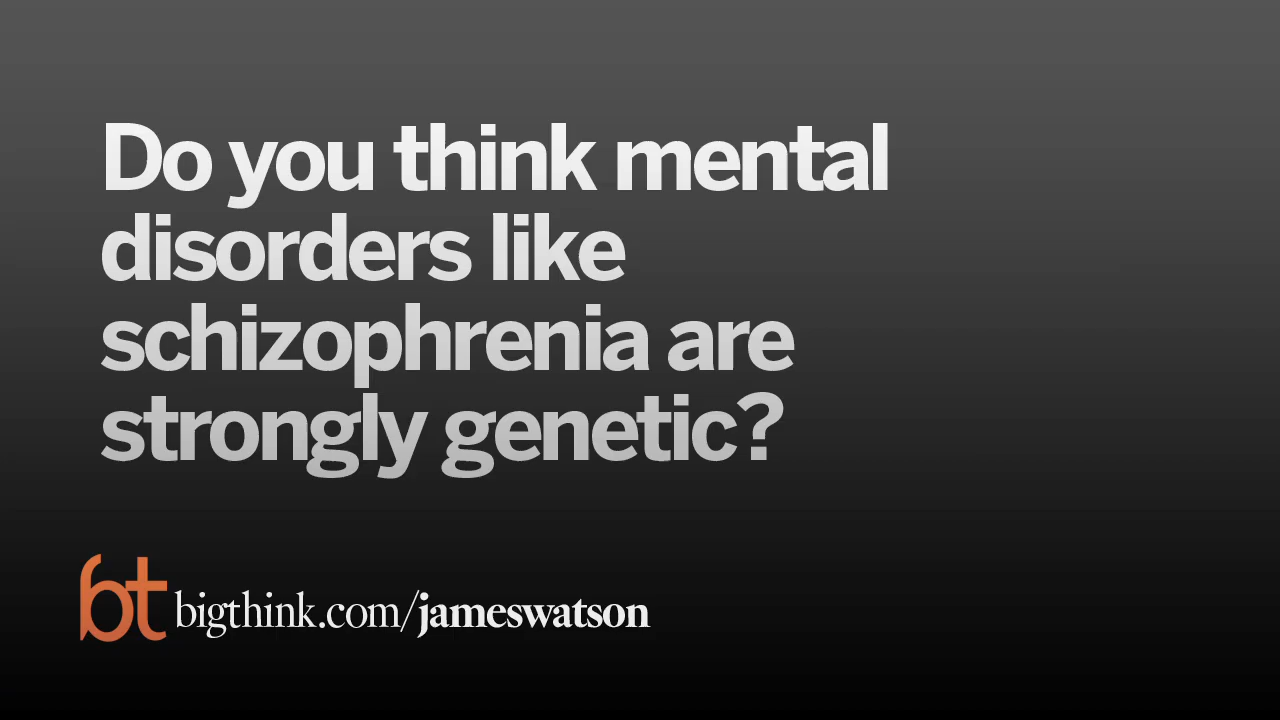 Do you think mental
disorders like
schizophrenia are
strongly genetic?
bt bigthink.com/jameswatson